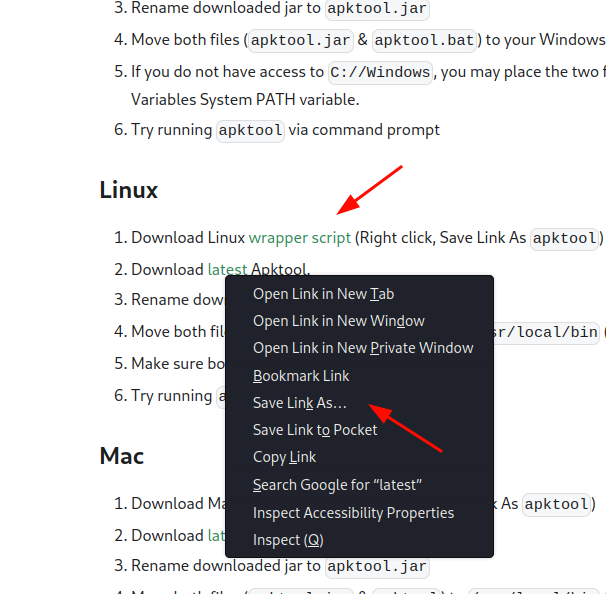 3. Rename downloaded jar to apktool.jar
4. Move both files (apktool.jar & apktool.bat) to your Windows
5. If you do not have access to C://Windows, you may place the two f
Variables System PATH variable.
6. Try running apktool via command prompt
Linux
1. Download Linux wrapper script (Right click, Save Link As apktool)
2. Download latest Apktool.
3. Rename dow
4. Move both fil sr/local/bin (
5. Make sure bo
6. Try running a
Open Link in New Tab
Open Link in New Window
Open Link in New Private Window
Bookmark Link
Save Link As…
Save Link to Pocket
Copy Link
Search Google for “latest”
Inspect Accessibility Properties
Inspect (Q)
Mac
1. Download Ma k As apktool)
2. Download lat
3. Rename downloaded jar to apktool.jar